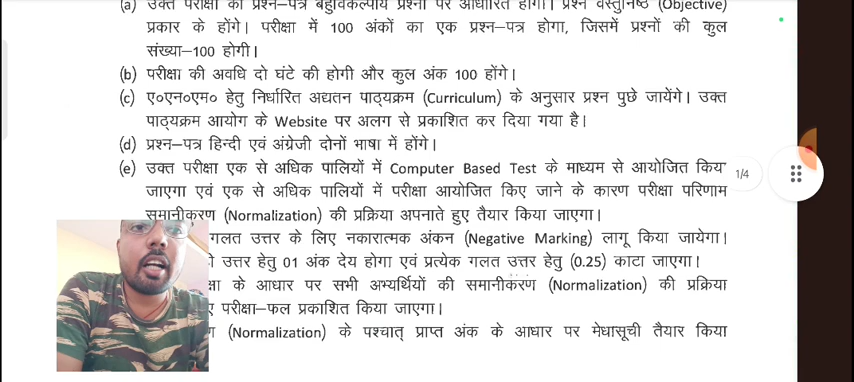 (a) उक्त परीक्षा का प्रश्न–पत्र बहुविकल्पीय प्रश्नों पर आधारित होगा। प्रश्न वस्तुनिष्ठ (Objective)
प्रकार के होंगे। परीक्षा में 100 अंकों का एक प्रश्न–पत्र होगा, जिसमें प्रश्नों की कुल
संख्या–100 होगी।
(b) परीक्षा की अवधि दो घंटे की होगी और कुल अंक 100 होंगे।
(c) ए०एन०एम० हेतु निर्धारित अद्यतन पाठ्यक्रम (Curriculum) के अनुसार प्रश्न पुछे जायेंगे। उक्त
पाठ्यक्रम आयोग के Website पर अलग से प्रकाशित कर दिया गया है।
(d) प्रश्न–पत्र हिन्दी एवं अंग्रेजी दोनों भाषा में होंगे।
(e) उक्त परीक्षा एक से अधिक पालियों में Computer Based Test के माध्यम से आयोजित किय
1/4
जाएगा एवं एक से अधिक पालियों में परीक्षा आयोजित किए जाने के कारण परीक्षा परिणाम
समानीकरण (Normalization) की प्रक्रिया अपनाते हुए तैयार किया जाएगा।
गलत उत्तर के लिए नकारात्मक अंकन (Negative Marking) लागू किया जायेगा।
उत्तर हेतु 01 अंक देय होगा एवं प्रत्येक गलत उत्तर हेतु (0.25) काटा जाएगा।
के आधार पर सभी अभ्यर्थियों की समानीकरण (Normalization) की प्रक्रिया
परीक्षा–फल प्रकाशित किया जाएगा।
(Normalization) के पश्चात् प्राप्त अंक के आधार पर मेधासूची तैयार किया